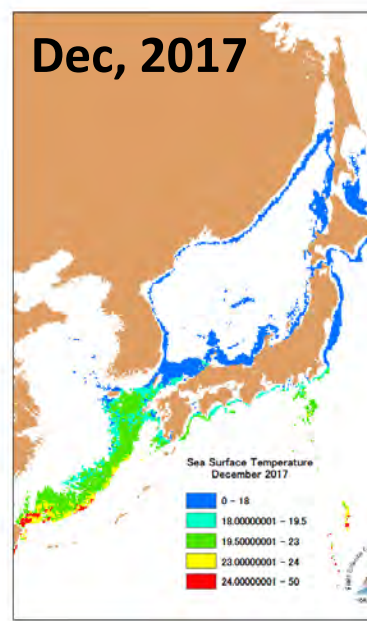 Dec, 2017
Sea Surface Temperature
December 2017
0 - 18
18.00000001 - 19.5
19.50000001 - 23
23.00000001 - 24
24.00000001 - 50